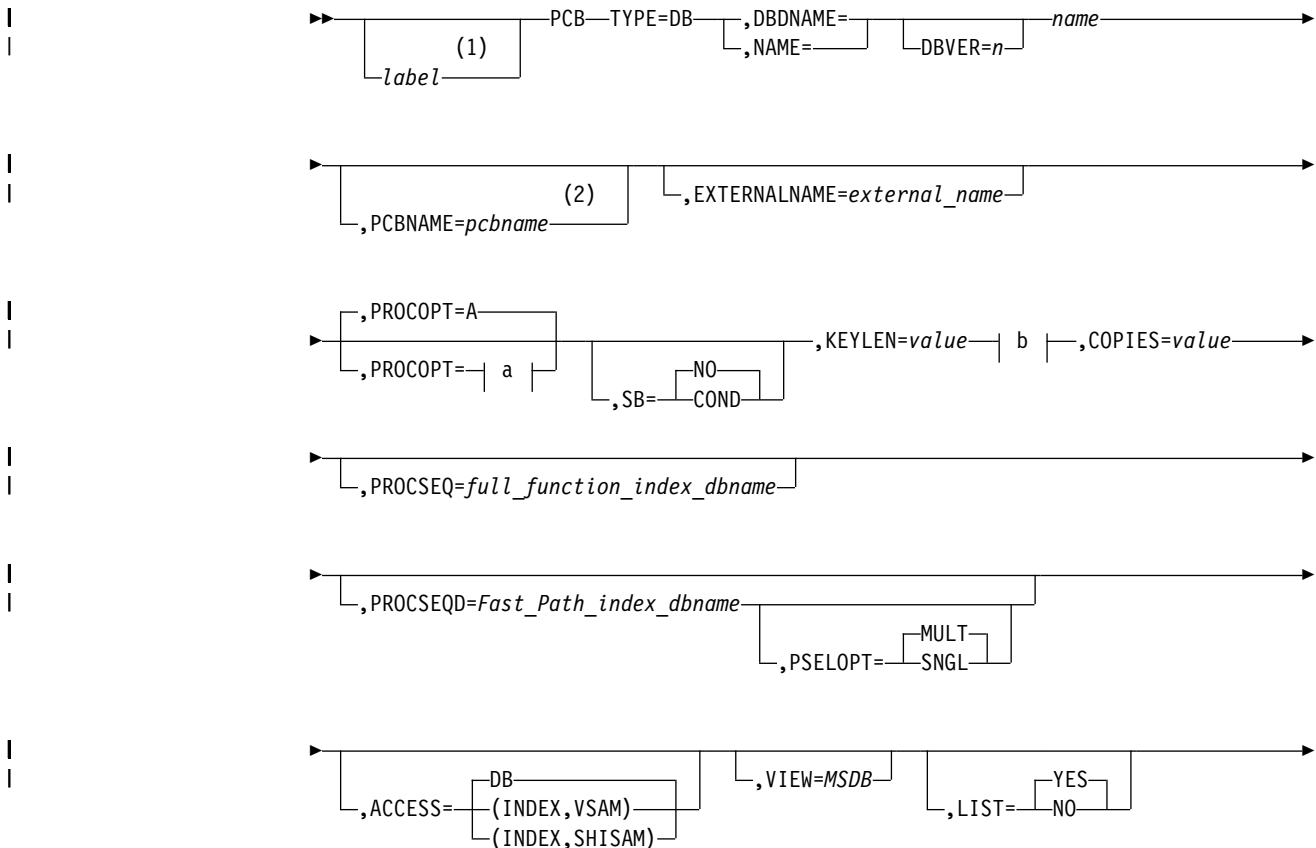 PCB TYPE=DB ,DBDNAME= name
(1) ,NAME= DBVER=n
label
(2) ,EXTERNALNAME=external_name
,PCBNAME=pcbname
,PROCOPT=A
,KEYLEN=value b ,COPIES=value
,PROCOPT= a NO
,SB= COND
,PROCSEQ=full_function_index_dbname
,PROCSEQD=Fast_Path_index_dbname
MULT
,PSELOPT= SNGL
DB ,VIEW=MSDB YES
,ACCESS= (INDEX,VSAM) ,LIST= NO
(INDEX,SHISAM)